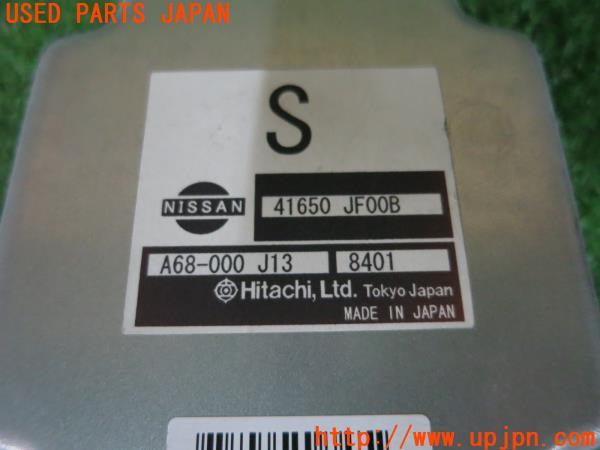 USED PARTS JAPAN
S
NISSAN
41650 JF00B
A68-000 J13
8401
Hitachi, Ltd. Tokyo Japan
MADE IN JAPAN
www.upjpn.com